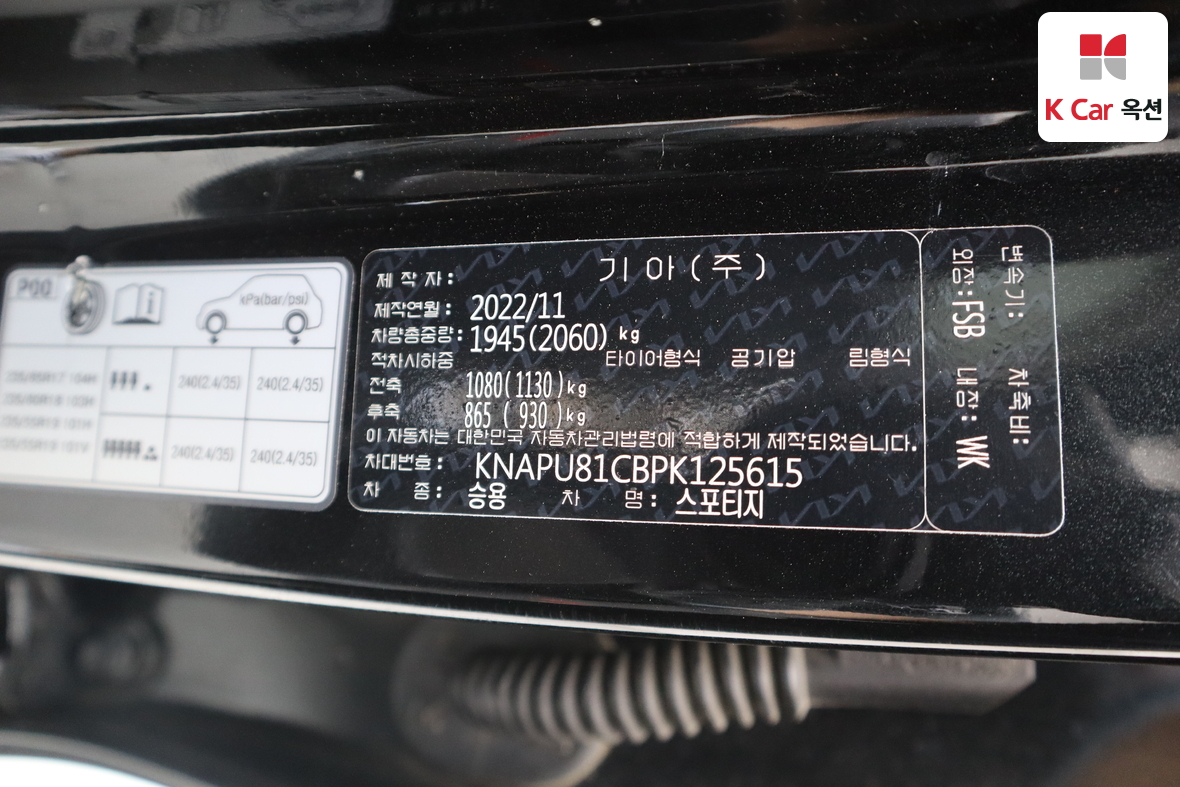 K Car 옥션
P00
kPa(bar/psi)
240(2.4/35) 240(2.4/35)
240(2.4/35) 240(2.4/35)
제 작 자 : 기 아 ( 주 )
제작연월 : 2022/11
차량총중량 : 1945(2060) kg
적차시하중 타이어형식 공기압 림형식
전축 1080(1130)kg
후축 865 ( 930)kg
이 자동차는 대한민국 자동차관리법령에 적합하게 제작되었습니다.
차대번호 : KNAPU81CBPK125615
차 종 : 승용 차 명 : 스포티지
변속기: 차축비:
외장:FSB 내장: WK